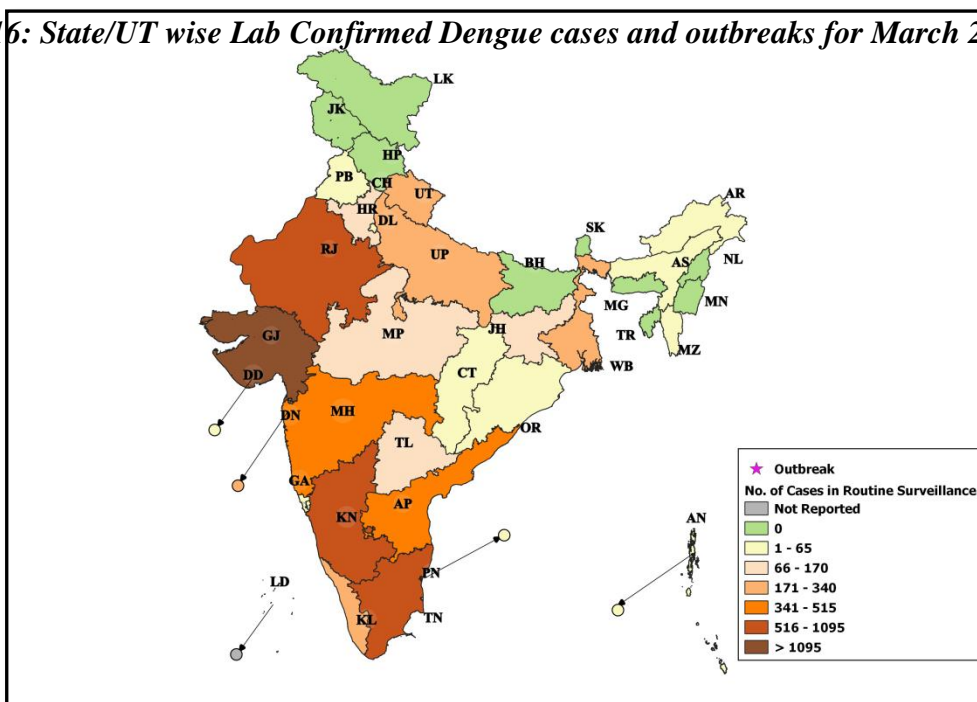 6: State/UT wise Lab Confirmed Dengue cases and outbreaks for March 2
LK
JK
HP
PB
CH
UT
HR
DL
AR
SK
RJ
UP
BH
AS
NL
MG
MN
GJ
MP
JH
TR
MZ
DD
CT
WB
DN
MH
OR
TL
GA
AP
KN
AN
PN
LD
KL
TN
Outbreak
No. of Cases in Routine Surveillance
Not Reported
0
1 - 65
66 - 170
171 - 340
341 - 515
516 - 1095
> 1095